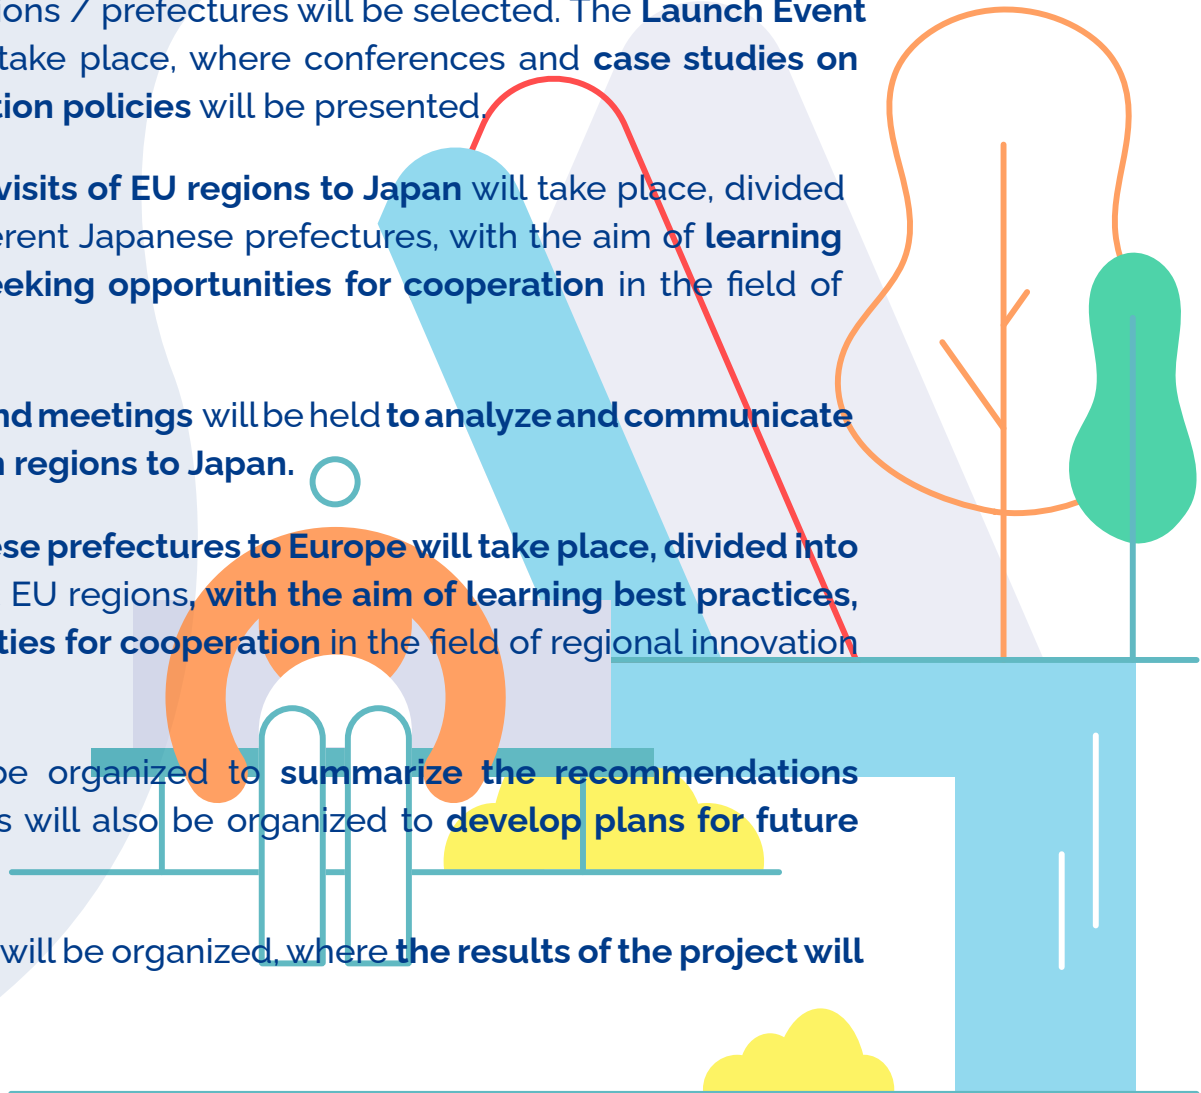 ions / prefectures will be selected. The Launch Event
take place, where conferences and case studies on
tion policies will be presented.
visits of EU regions to Japan will take place, divided
erent Japanese prefectures, with the aim of learning
eeking opportunities for cooperation in the field of
nd meetings will be held to analyze and communicate
n regions to Japan.
ese prefectures to Europe will take place, divided into
EU regions, with the aim of learning best practices,
ties for cooperation in the field of regional innovation
be organized to summarize the recommendations
s will also be organized to develop plans for future
will be organized, where the results of the project will